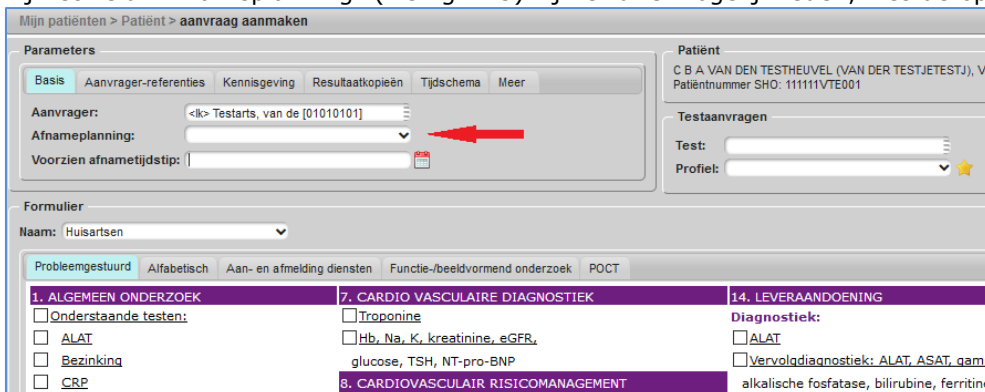 Mijn patiënten > Patiënt > aanvraag aanmaken
Parameters
Basis Aanvrager-referenties Kennisgeving Resultaatkopieën Tijdschema Meer
Aanvrager: <lk> Testarts, van de [01010101]
Afnameplanning:
Voorzien afnametijdstip:
Patiënt
C B A VAN DEN TESTHEUVEL (VAN DER TESTJETESTJ), V
Patiëntnummer SHO: 111111VTE001
Testaanvragen
Test:
Profiel:
Formulier
Naam: Huisartsen
Probleemgestuurd Alfabetisch Aan- en afmelding diensten Functie-/beeldvormend onderzoek POCT
1. ALGEMEEN ONDERZOEK
Onderstaande testen:
ALAT
Bezinking
CRP
7. CARDIO VASCULAIRE DIAGNOSTIEK
Troponine
Hb, Na, K, kreatinine, eGFR,
glucose, TSH, NT-pro-BNP
8. CARDIOVASCULAIR RISICOMANAGEMENT
14. LEVERAANDOENING
Diagnostiek:
ALAT
Vervolgdiagnostiek: ALAT, ASAT, gam
alkalische fosfatase, bilirubine, ferritin